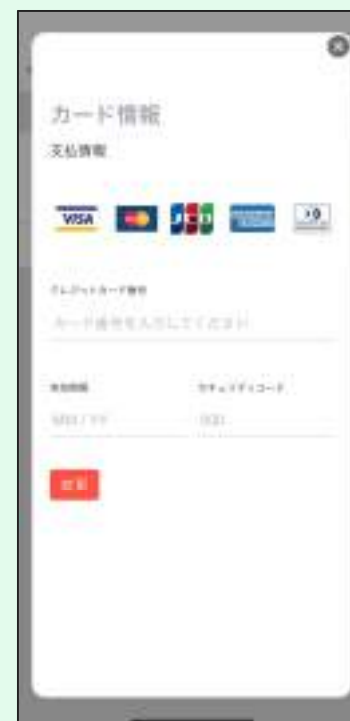 カード情報
支払情報
VISA JCB
クレジットカード番号
カード番号を入力してください
有効期限 セキュリティコード
MM / YY 000